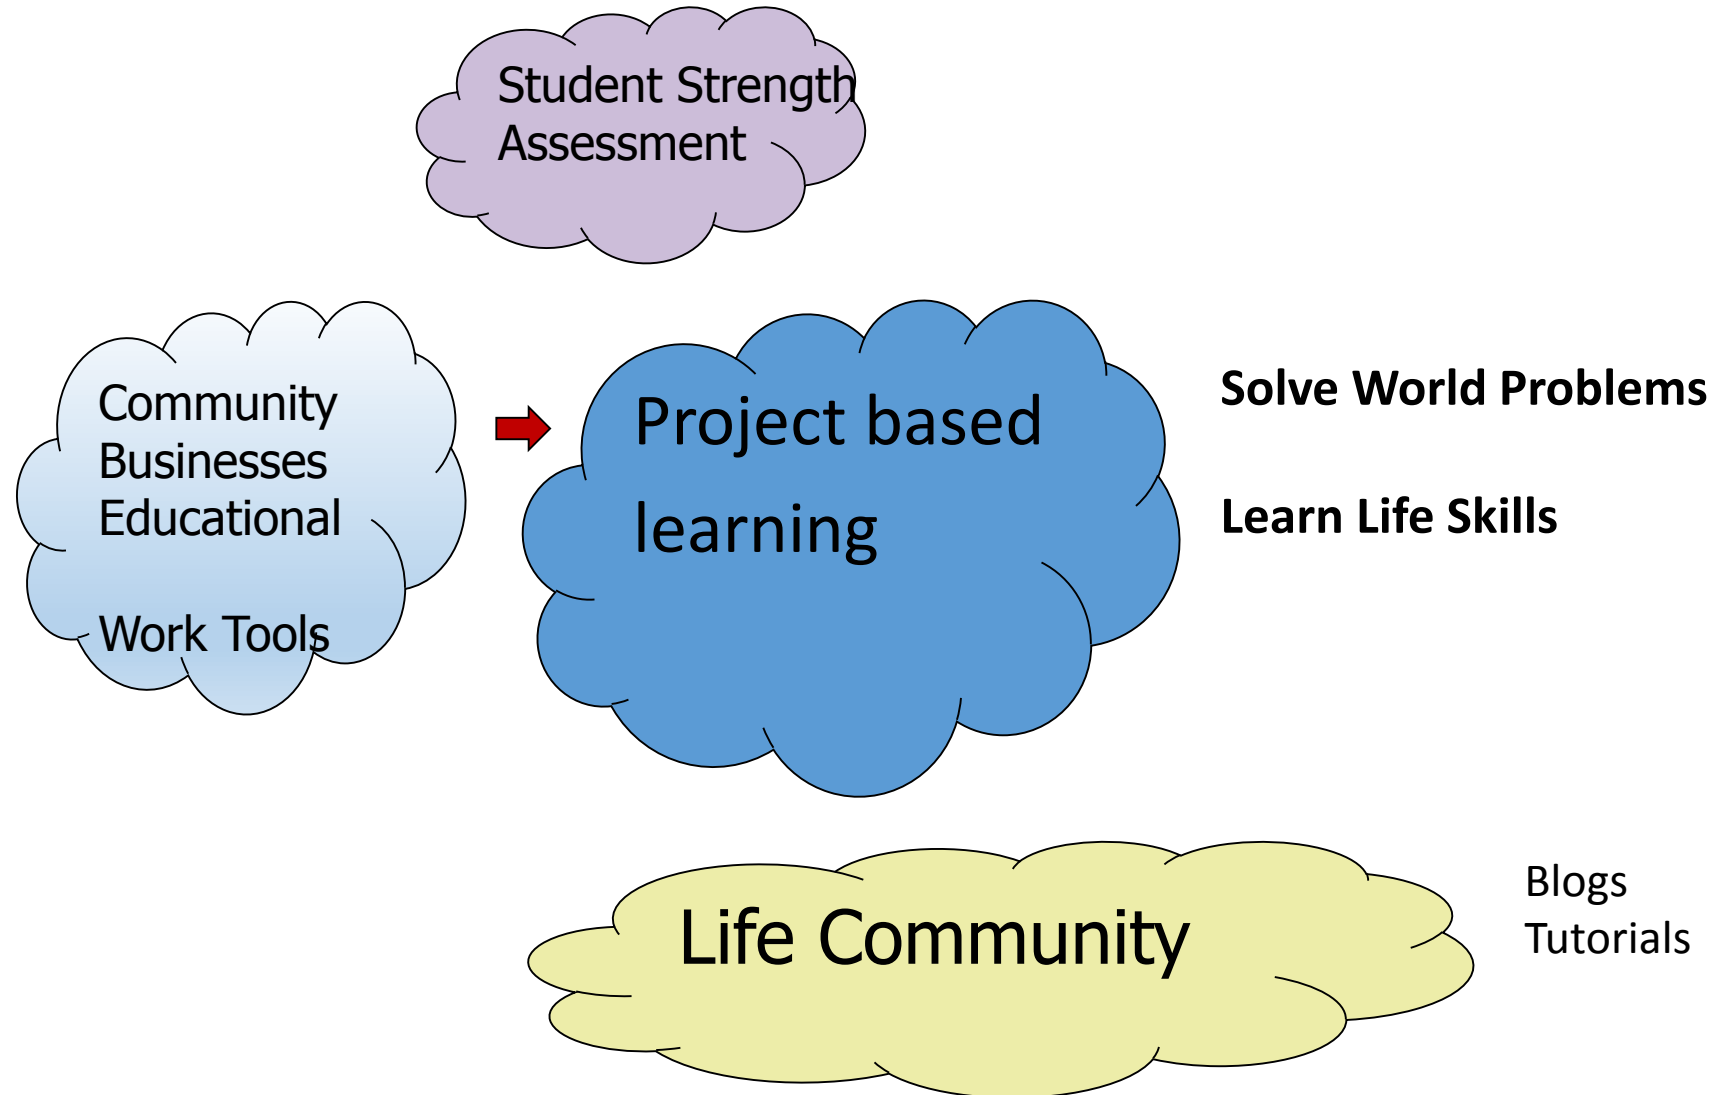 Student Strength
Assessment
Community
Businesses
Educational
Work Tools
Project based
learning
Solve World Problems
Learn Life Skills
Life Community
Blogs
Tutorials